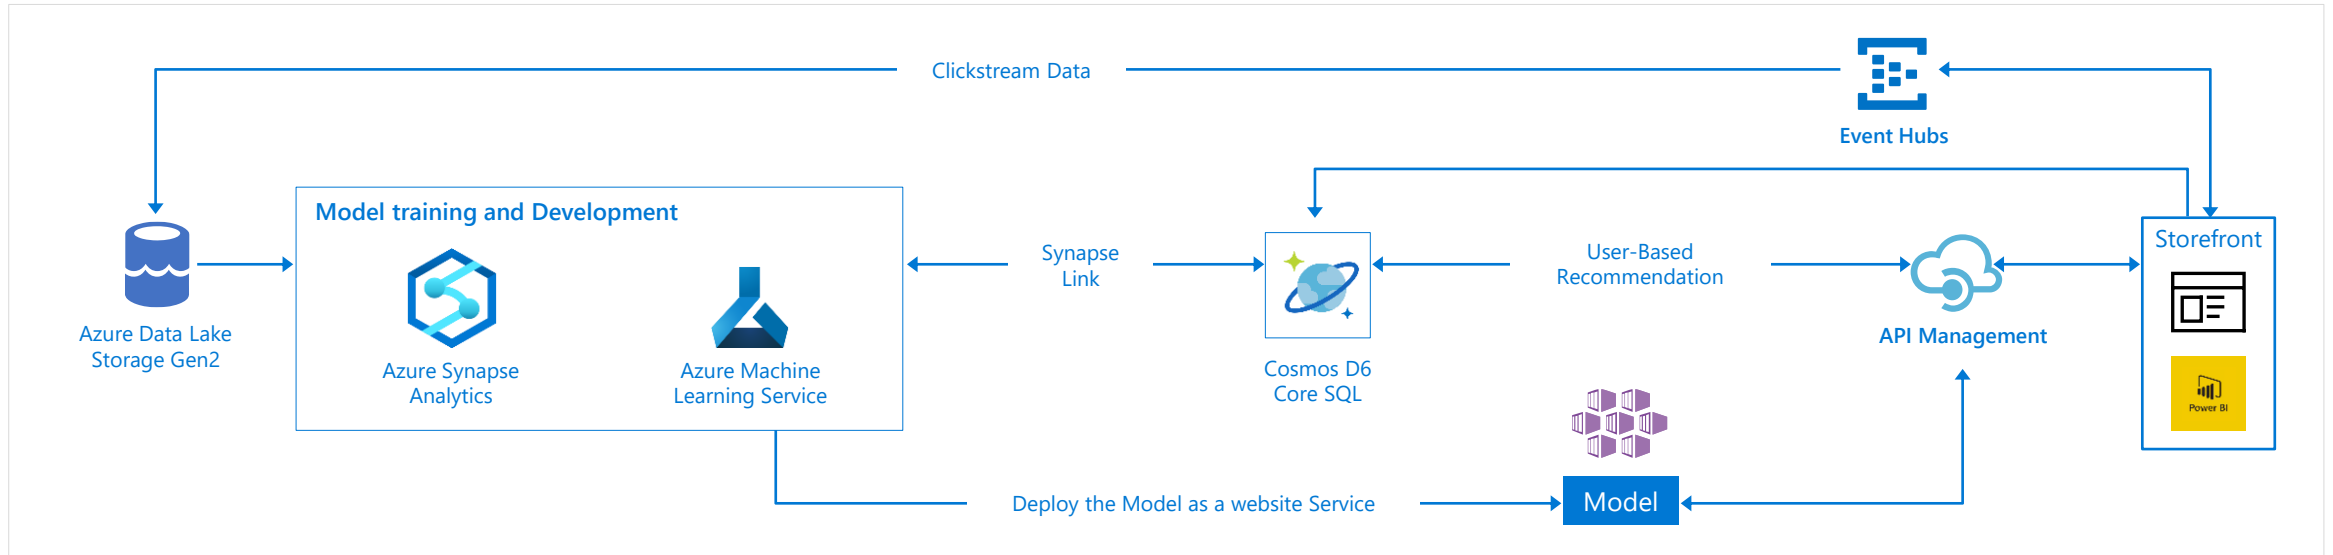 Clickstream Data
Event Hubs
Model training and Development
Azure Data Lake
Storage Gen2
Azure Synapse
Analytics
Azure Machine
Learning Service
Synapse
Link
Cosmos D6
Core SQL
User-Based
Recommendation
API Management
Storefront
Power BI
Deploy the Model as a website Service
Model